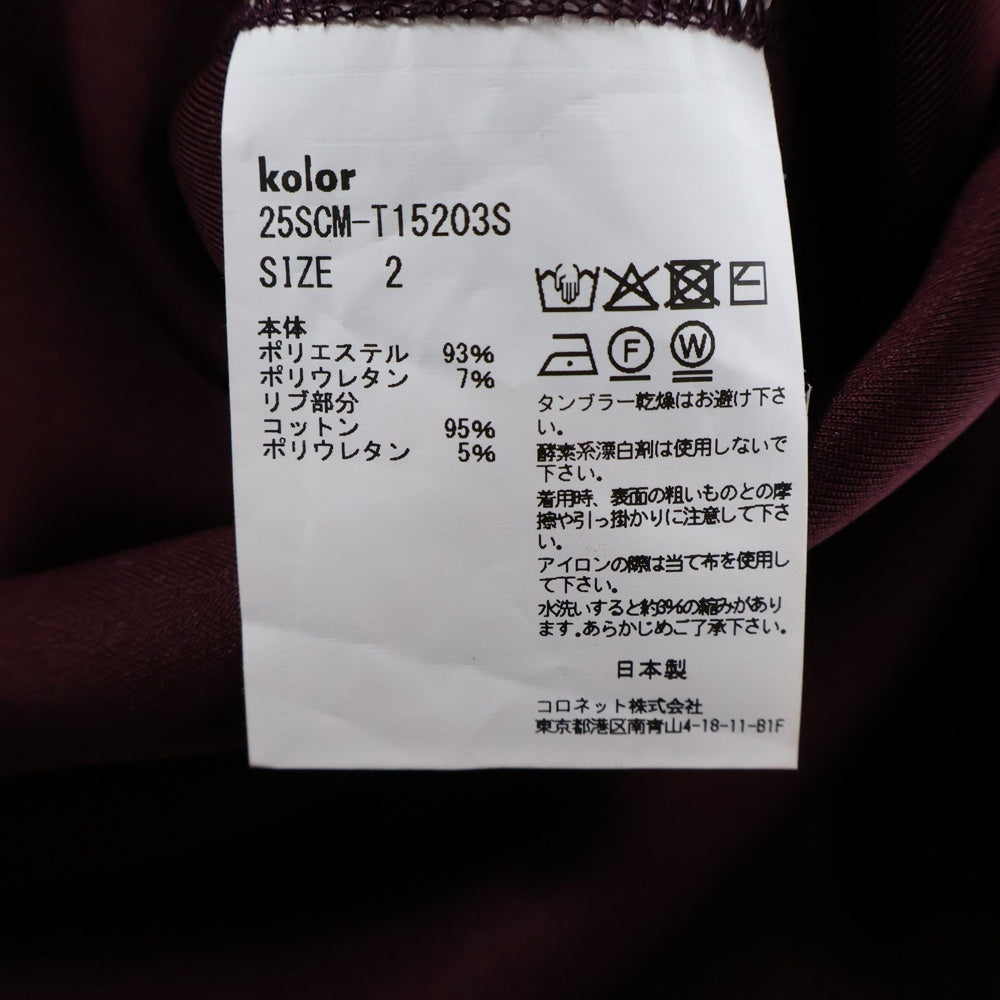 kolor
25SCM-T15203S
SIZE 2
本体
ポリエステル 93%
ポリウレタン 7%
リブ部分
コットン 95%
ポリウレタン 5%
F
W
タンブラー乾燥はお避け下さ
い。
酵素系漂白剤は使用しないで
下さい。
着用時、表面の粗いものとの摩
擦や引っ掛かりに注意して下さ
い。
アイロンの際は当て布を使用し
て下さい。
水洗いすると約3%の縮みがあり
ます。あらかじめご了承下さい。
日本製
コロネット株式会社
東京都港区南青山4-18-11-B1F